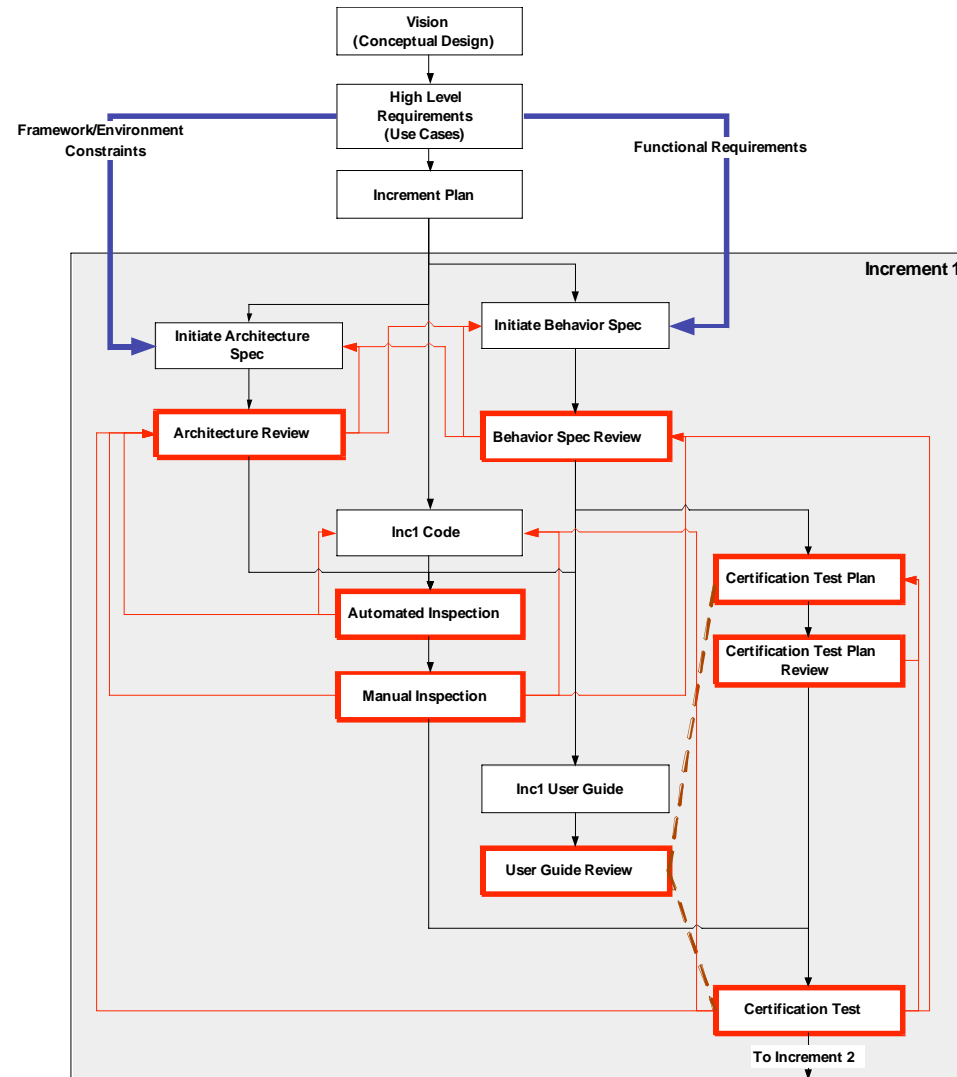 Vision
(Conceptual Design)
High Level
Requirements
(Use Cases)
Framework/Environment
Constraints
Functional Requirements
Increment Plan
Increment 1
Initiate Architecture
Spec
Initiate Behavior Spec
Architecture Review
Behavior Spec Review
Inc1 Code
Certification Test Plan
Automated Inspection
Certification Test Plan
Review
Manual Inspection
Inc1 User Guide
User Guide Review
Certification Test
To Increment 2